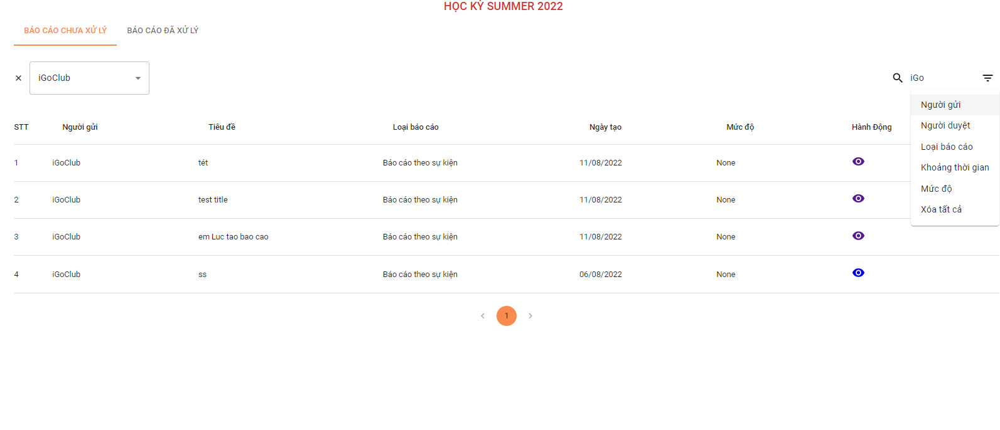 HỌC KỲ SUMMER 2022
BÁO CÁO CHƯA XỬ LÝ BÁO CÁO ĐÃ XỬ LÝ
iGoClub iGo
Người gửi
Người duyệt
Loại báo cáo
Khoảng thời gian
Mức độ
Xóa tất cả
STT Người gửi Tiêu đề Loại báo cáo Ngày tạo Mức độ Hành Động
1 iGoClub tét Báo cáo theo sự kiện 11/08/2022 None
2 iGoClub test title Báo cáo theo sự kiện 11/08/2022 None
3 iGoClub em Luc tao bao cao Báo cáo theo sự kiện 11/08/2022 None
4 iGoClub ss Báo cáo theo sự kiện 06/08/2022 None
1